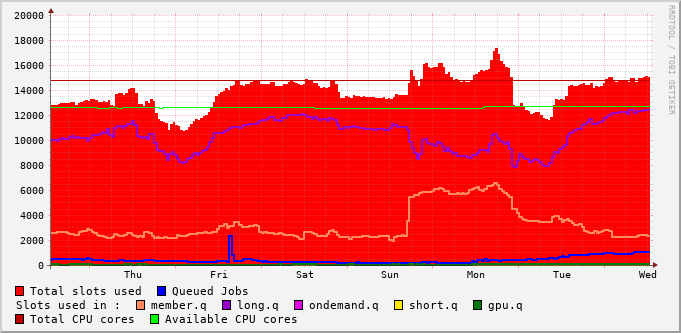 20000
18000
16000
14000
12000
10000
8000
6000
4000
2000
0
Thu Fri Sat Sun Mon Tue Wed
Total slots used Queued Jobs
Slots used in : member.q long.q ondemand.q short.q gpu.q
Total CPU cores Available CPU cores
RRDTOOL / TOBI OETIKER